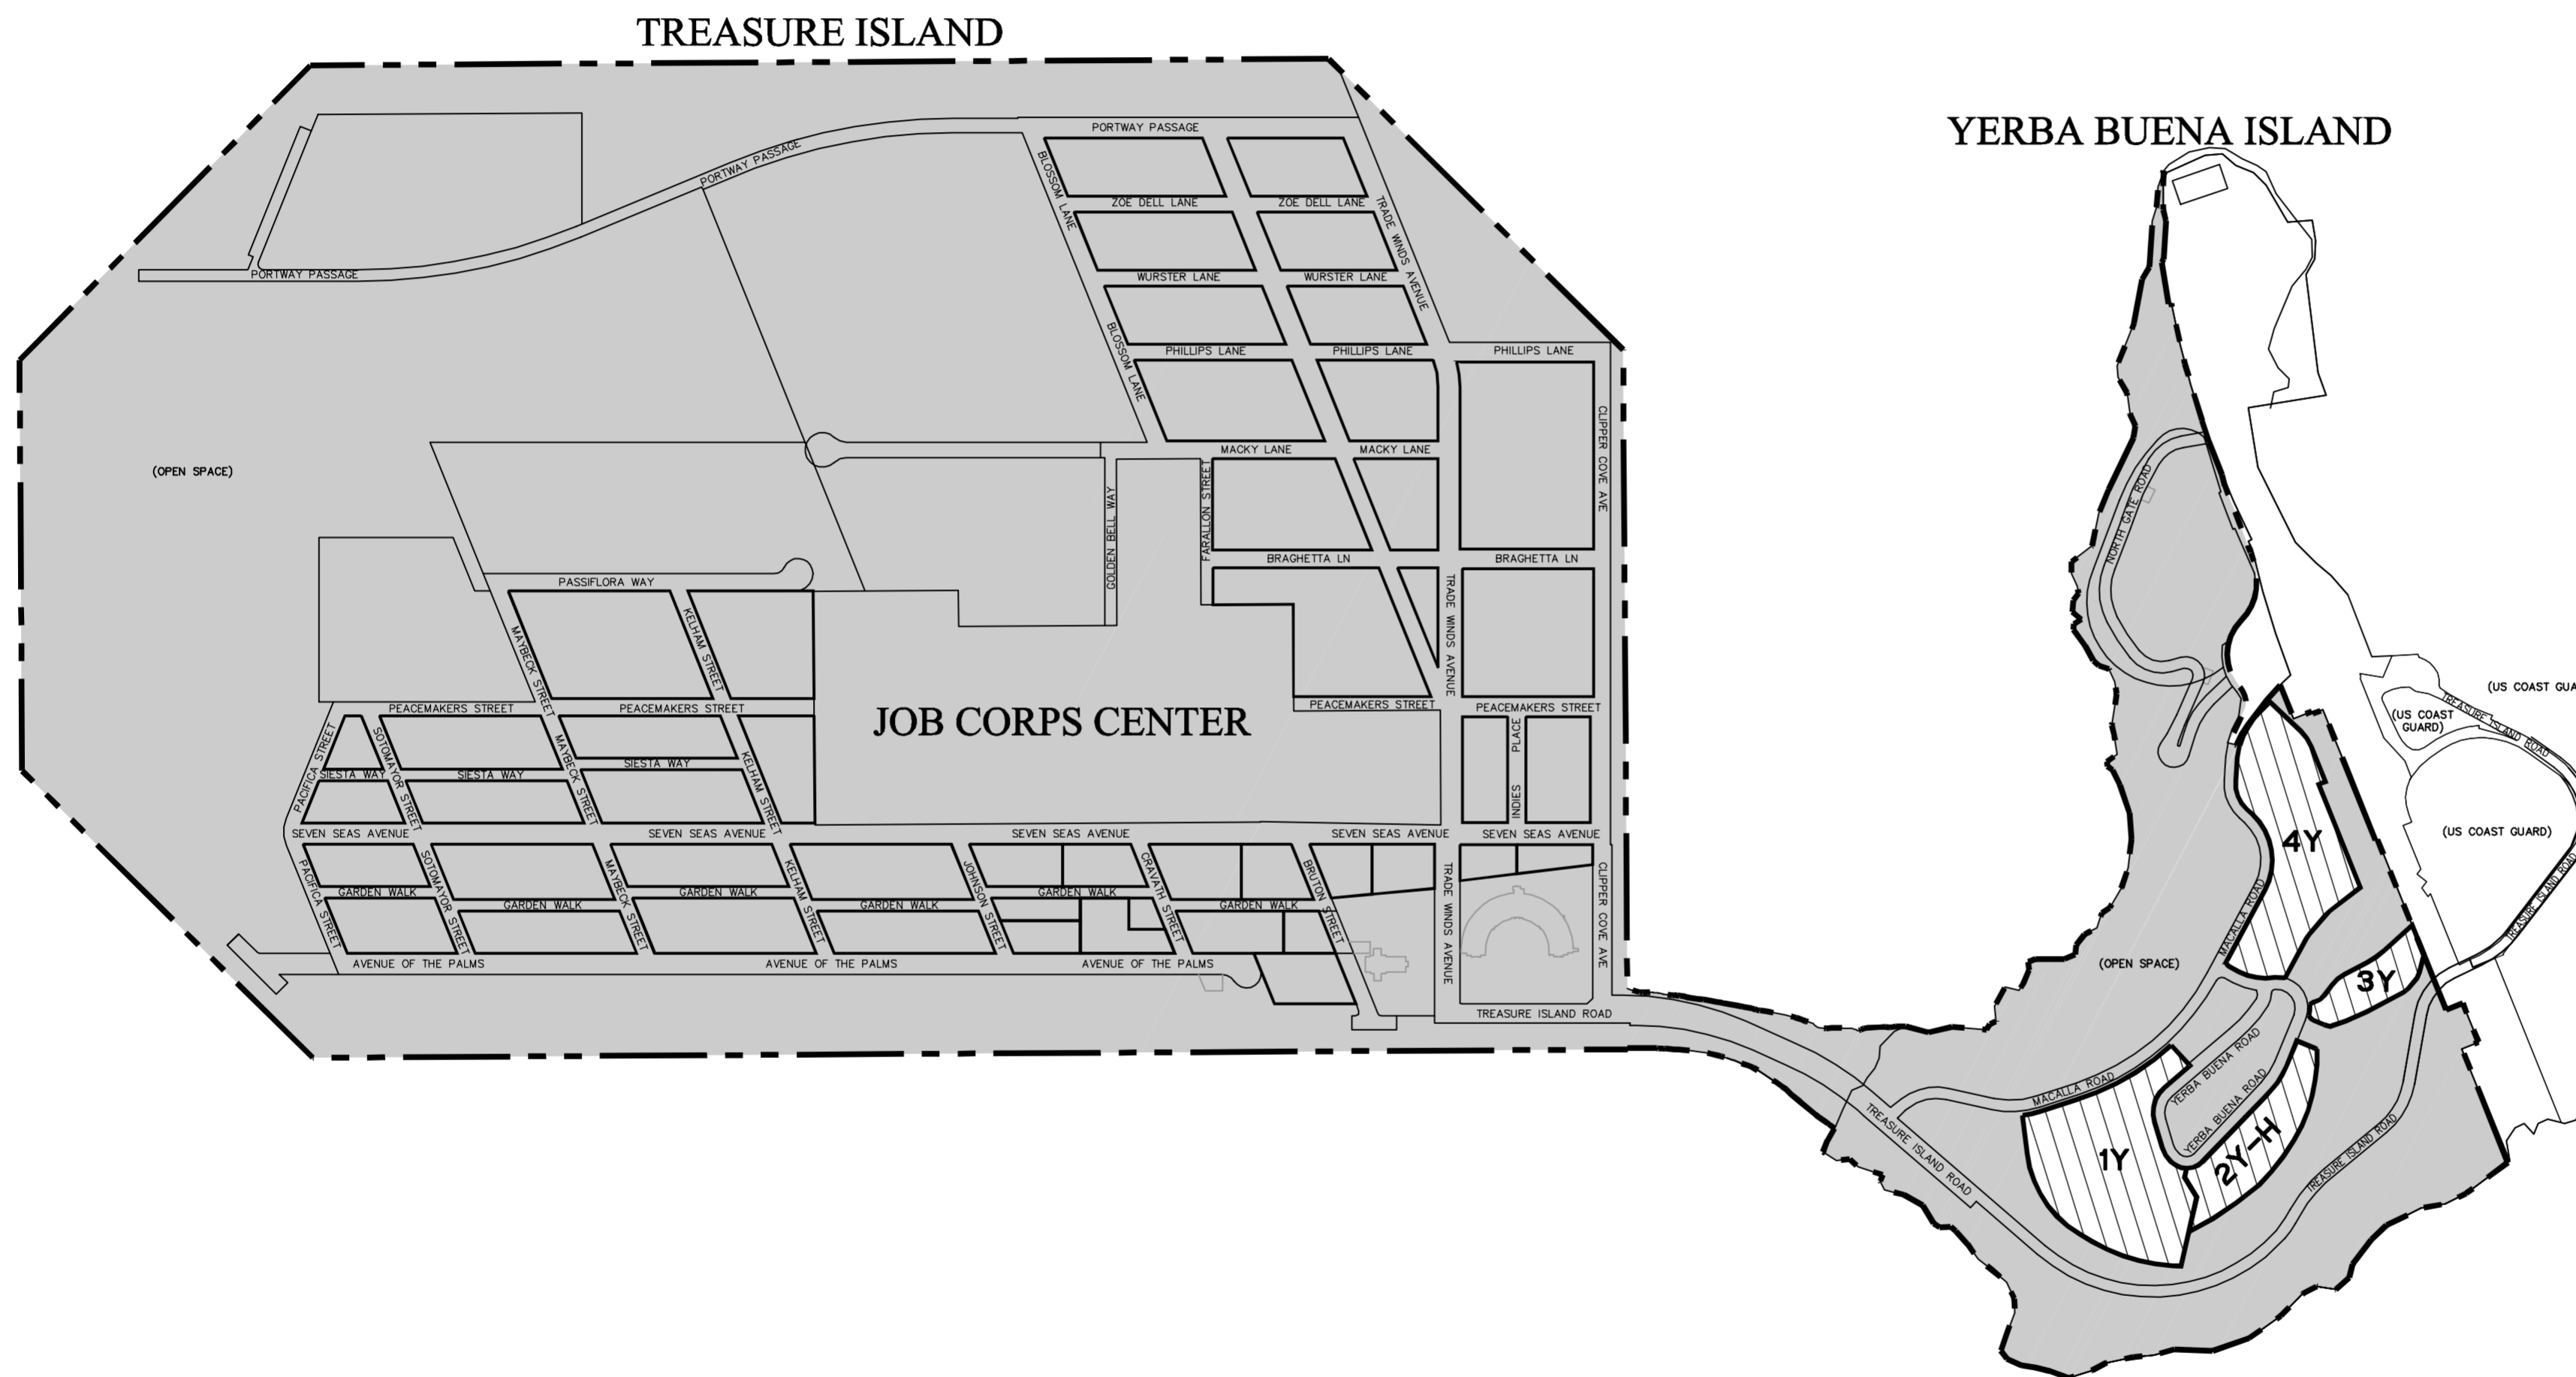 TREASURE ISLAND
YERBA BUENA ISLAND
PORTWAY PASSAGE
PORTWAY PASSAGE
PORTWAY PASSAGE
BLOSSOM LANE
ZOE DELL LANE
ZOE DELL LANE
TRADE WINDS AVENUE
WURSTER LANE
WURSTER LANE
BLOSSOM LANE
PHILLIPS LANE
PHILLIPS LANE
PHILLIPS LANE
CLIPPER COVE AVE
MACKY LANE
MACKY LANE
(OPEN SPACE)
GOLDEN BELL WAY
FARALLON STREET
BRAGHETTA LN
BRAGHETTA LN
PASSIFLORA WAY
MAYBECK STREET
KELHAM STREET
TRADE WINDS AVENUE
PEACEMAKERS STREET
PEACEMAKERS STREET
PEACEMAKERS STREET
PEACEMAKERS STREET
JOB CORPS CENTER
PACIFICA STREET
SOTOMAYOR STREET
MAYBECK STREET
KELHAM STREET
INDIES PLACE
SIESTA WAY
SIESTA WAY
SIESTA WAY
SEVEN SEAS AVENUE
SEVEN SEAS AVENUE
SEVEN SEAS AVENUE
SEVEN SEAS AVENUE
SEVEN SEAS AVENUE
PACIFICA STREET
SOTOMAYOR STREET
MAYBECK STREET
KELHAM STREET
JOHNSON STREET
CRAVATH STREET
BRUTON STREET
TRADE WINDS AVENUE
CLIPPER COVE AVE
GARDEN WALK
GARDEN WALK
GARDEN WALK
GARDEN WALK
GARDEN WALK
GARDEN WALK
AVENUE OF THE PALMS
AVENUE OF THE PALMS
AVENUE OF THE PALMS
TREASURE ISLAND ROAD
NORTH GATE ROAD
(US COAST GUA
(US COAST
GUARD)
TREASURE ISLAND ROAD
(US COAST GUARD)
4Y
MACALLA ROAD
TREASURE ISLAND ROAD
(OPEN SPACE)
3Y
YERBA BUENA ROAD
MACALLA ROAD
YERBA BUENA ROAD
TREASURE ISLAND ROAD
1Y
2Y-H
TREASURE ISLAND ROAD